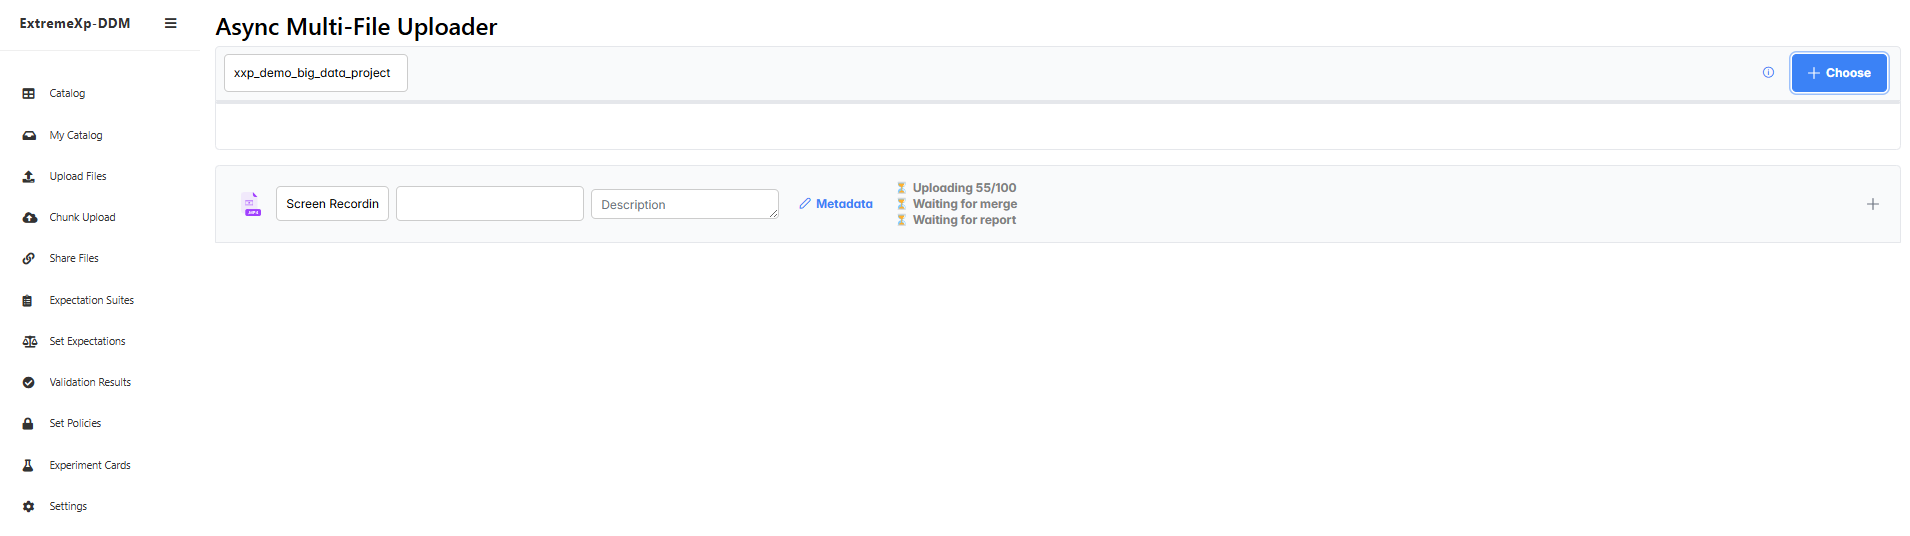 ExtremeXp-DDM
Catalog
My Catalog
Upload Files
Chunk Upload
Share Files
Expectation Suites
Set Expectations
Validation Results
Set Policies
Experiment Cards
Settings
Async Multi-File Uploader
xxp_demo_big_data_project
Choose
Screen Recordin
Description
Metadata
Uploading 55/100
Waiting for merge
Waiting for report